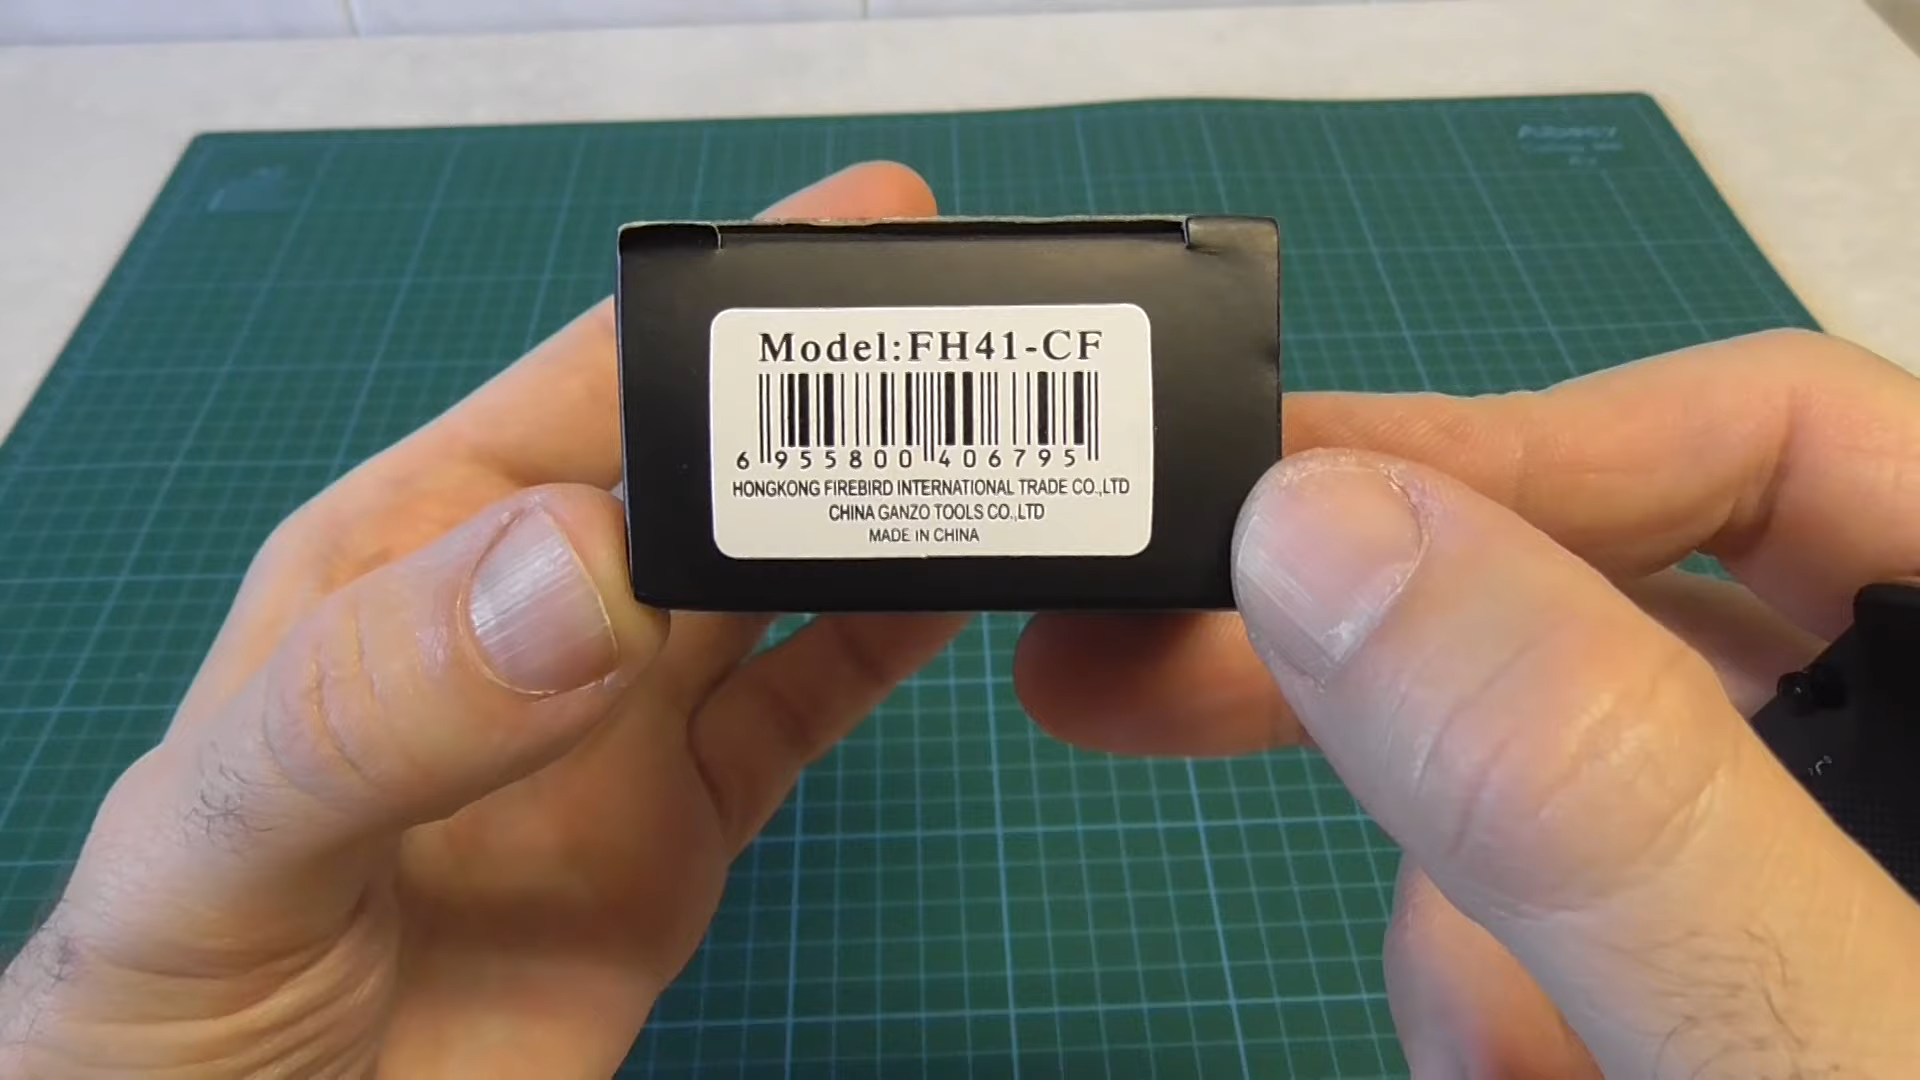 Model:FH41-CF
6 955800 406795
HONGKONG FIREBIRD INTERNATIONAL TRADE CO.,LTD
CHINA GANZO TOOLS CO.,LTD
MADE IN CHINA